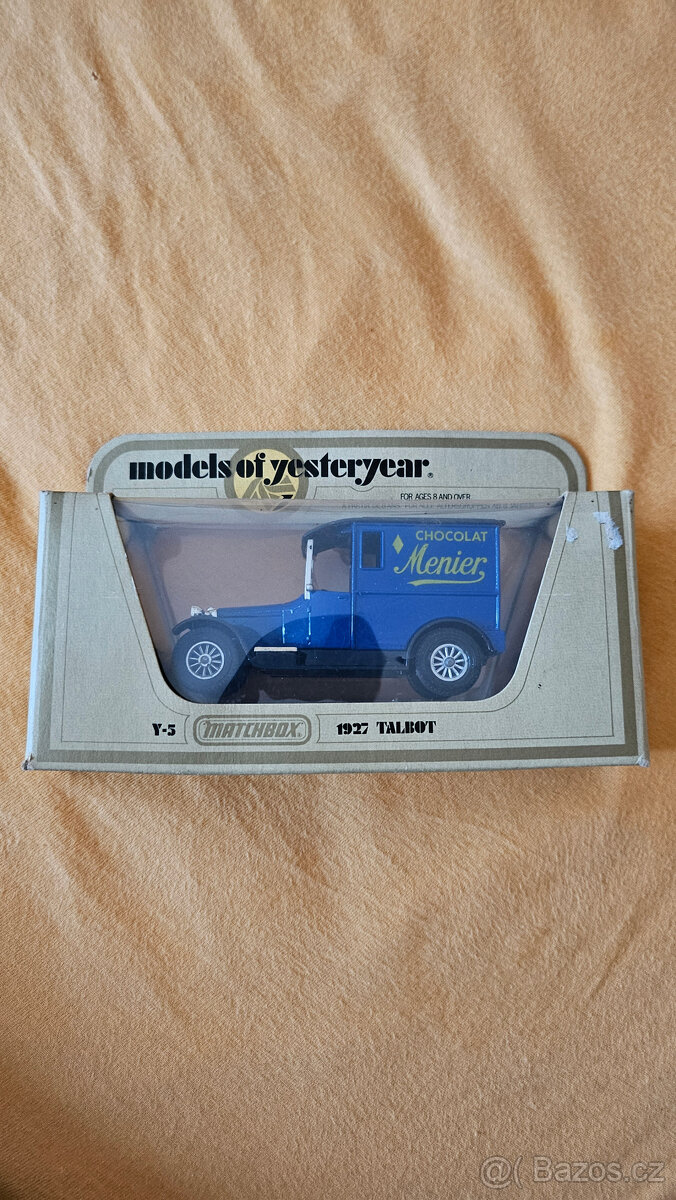 models of yesteryear®
FOR AGES 8 AND OVER
CHOCOLAT
Menier
Y-5
MATCHBOX
1927 TALBOT
@( Bazos.cz